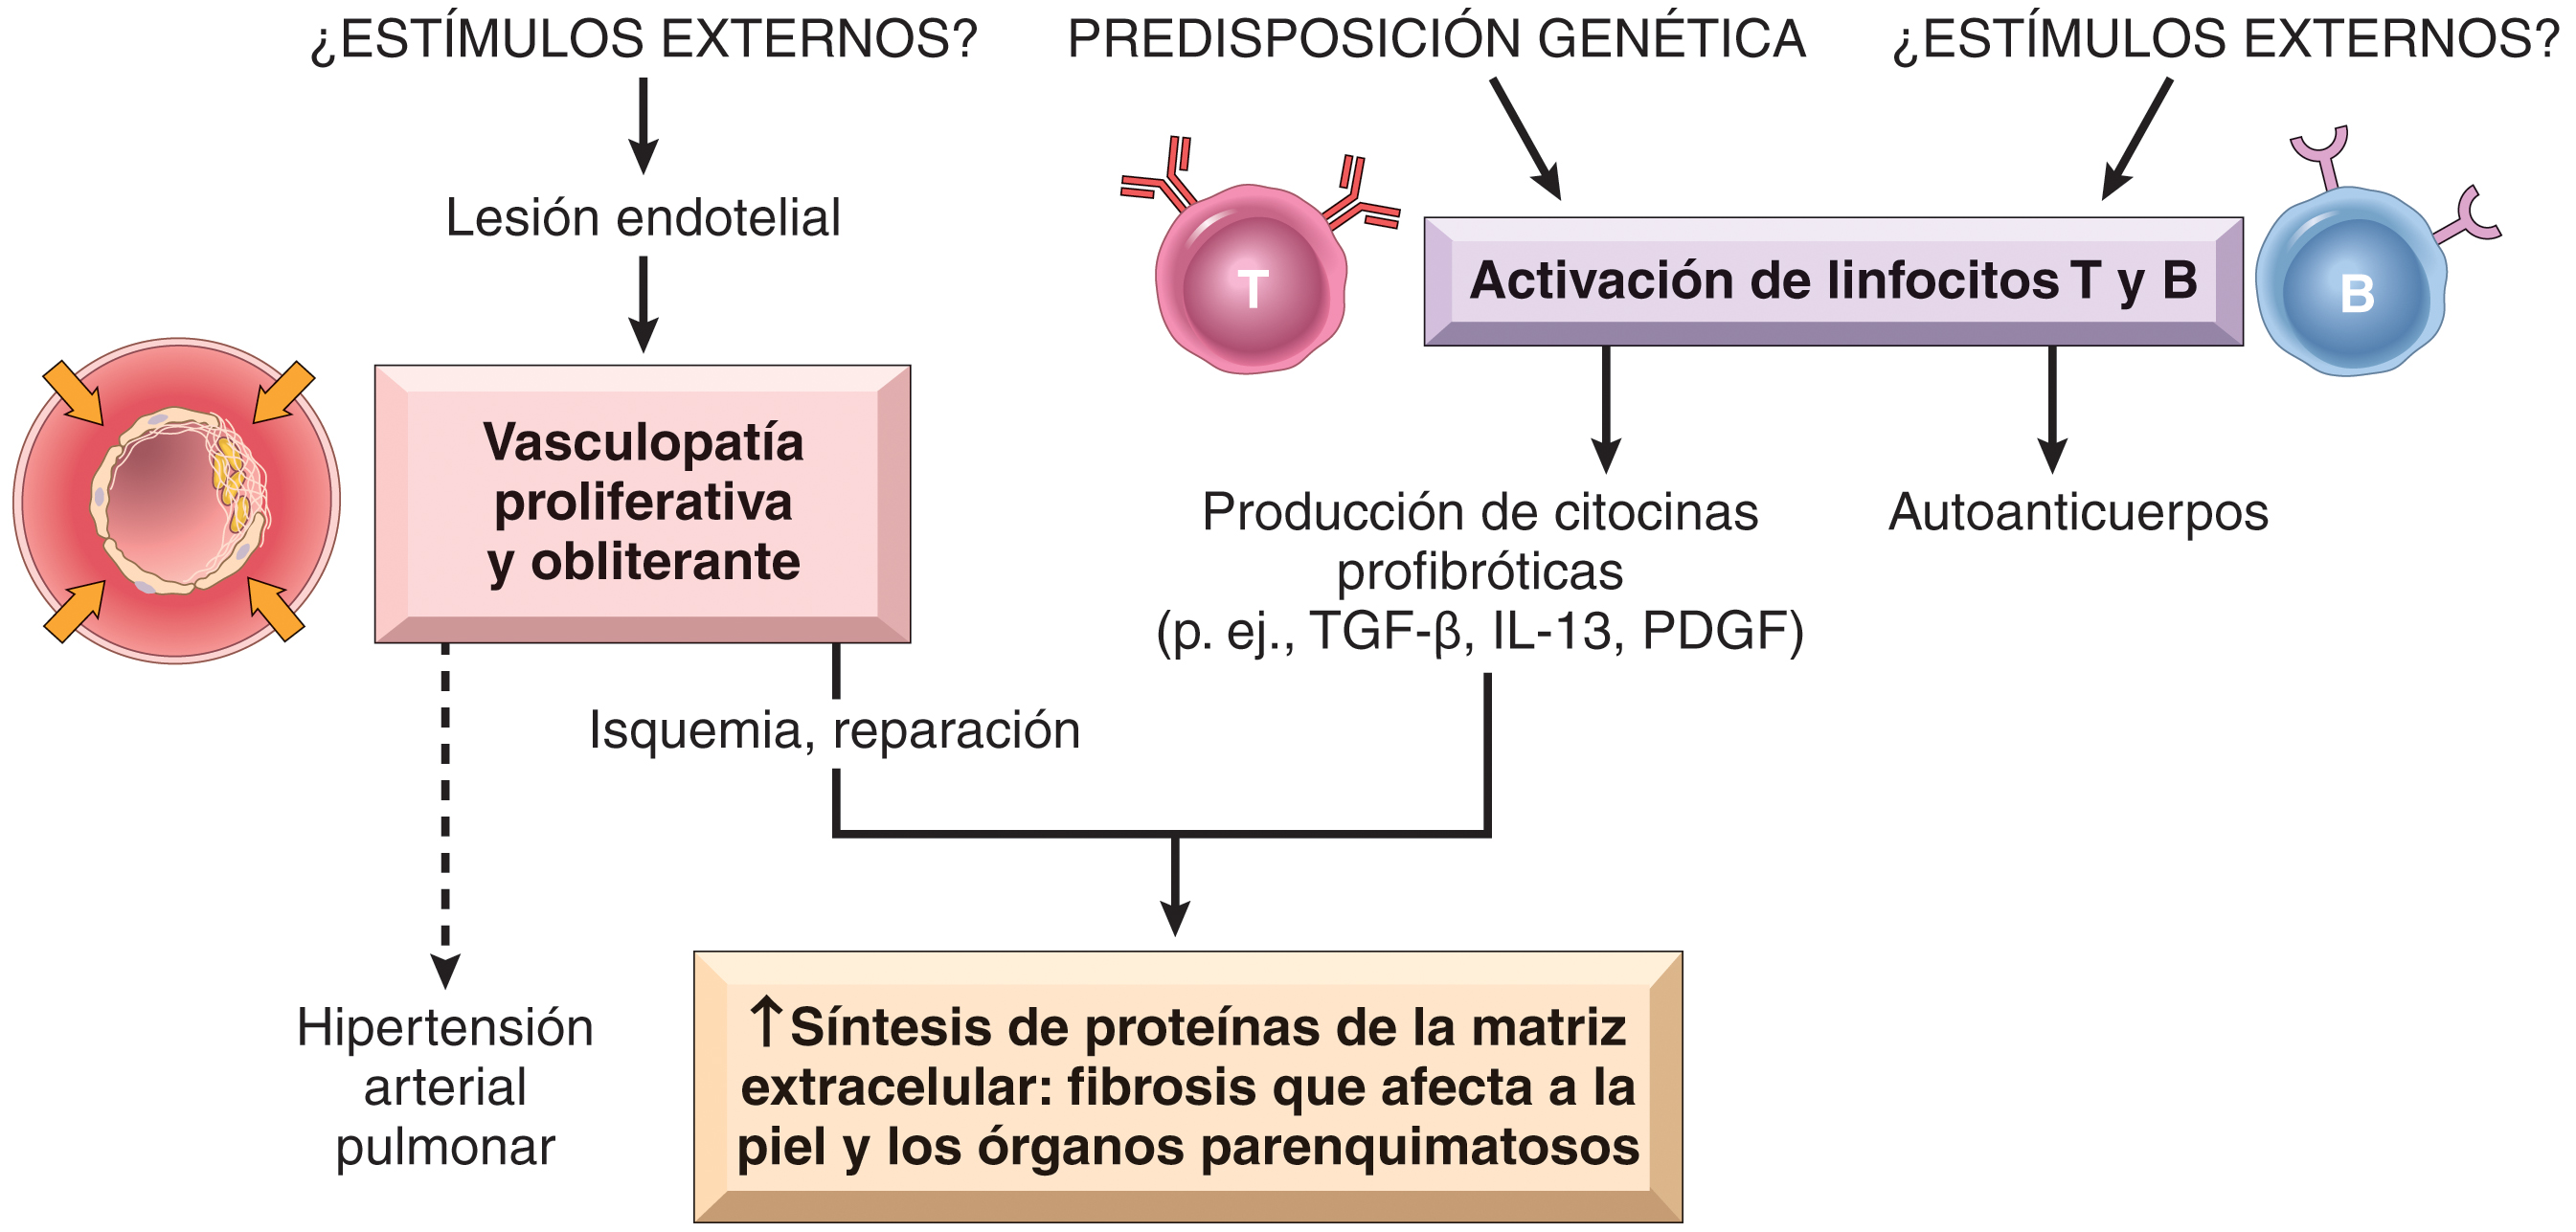 ¿ESTÍMULOS EXTERNOS?
PREDISPOSICIÓN GENÉTICA
¿ESTÍMULOS EXTERNOS?
Lesión endotelial
T
Activación de linfocitos T y B
B
Vasculopatía
proliferativa
y obliterante
Producción de citocinas
profibróticas
(p. ej., TGF-β, IL-13, PDGF)
Autoanticuerpos
Isquemia, reparación
Hipertensión
arterial
pulmonar
↑Síntesis de proteínas de la matriz
extracelular: fibrosis que afecta a la
piel y los órganos parenquimatosos